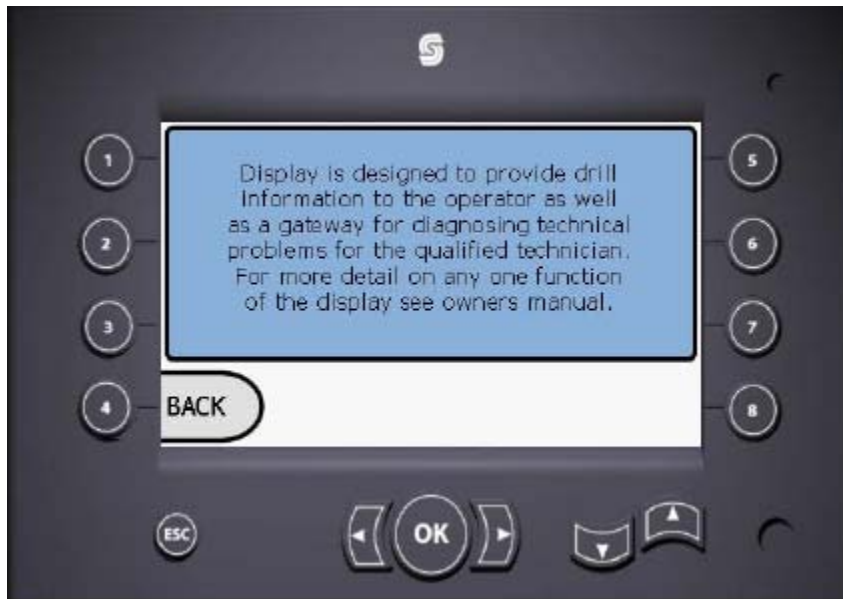 Display is designed to provide drill
Information to the operator as well
as a gateway for diagnosing technical
problems for the qualified technician.
For more detail on any one function
of the display see owners manual.
1
2
3
4
BACK
5
6
7
8
ESC
OK